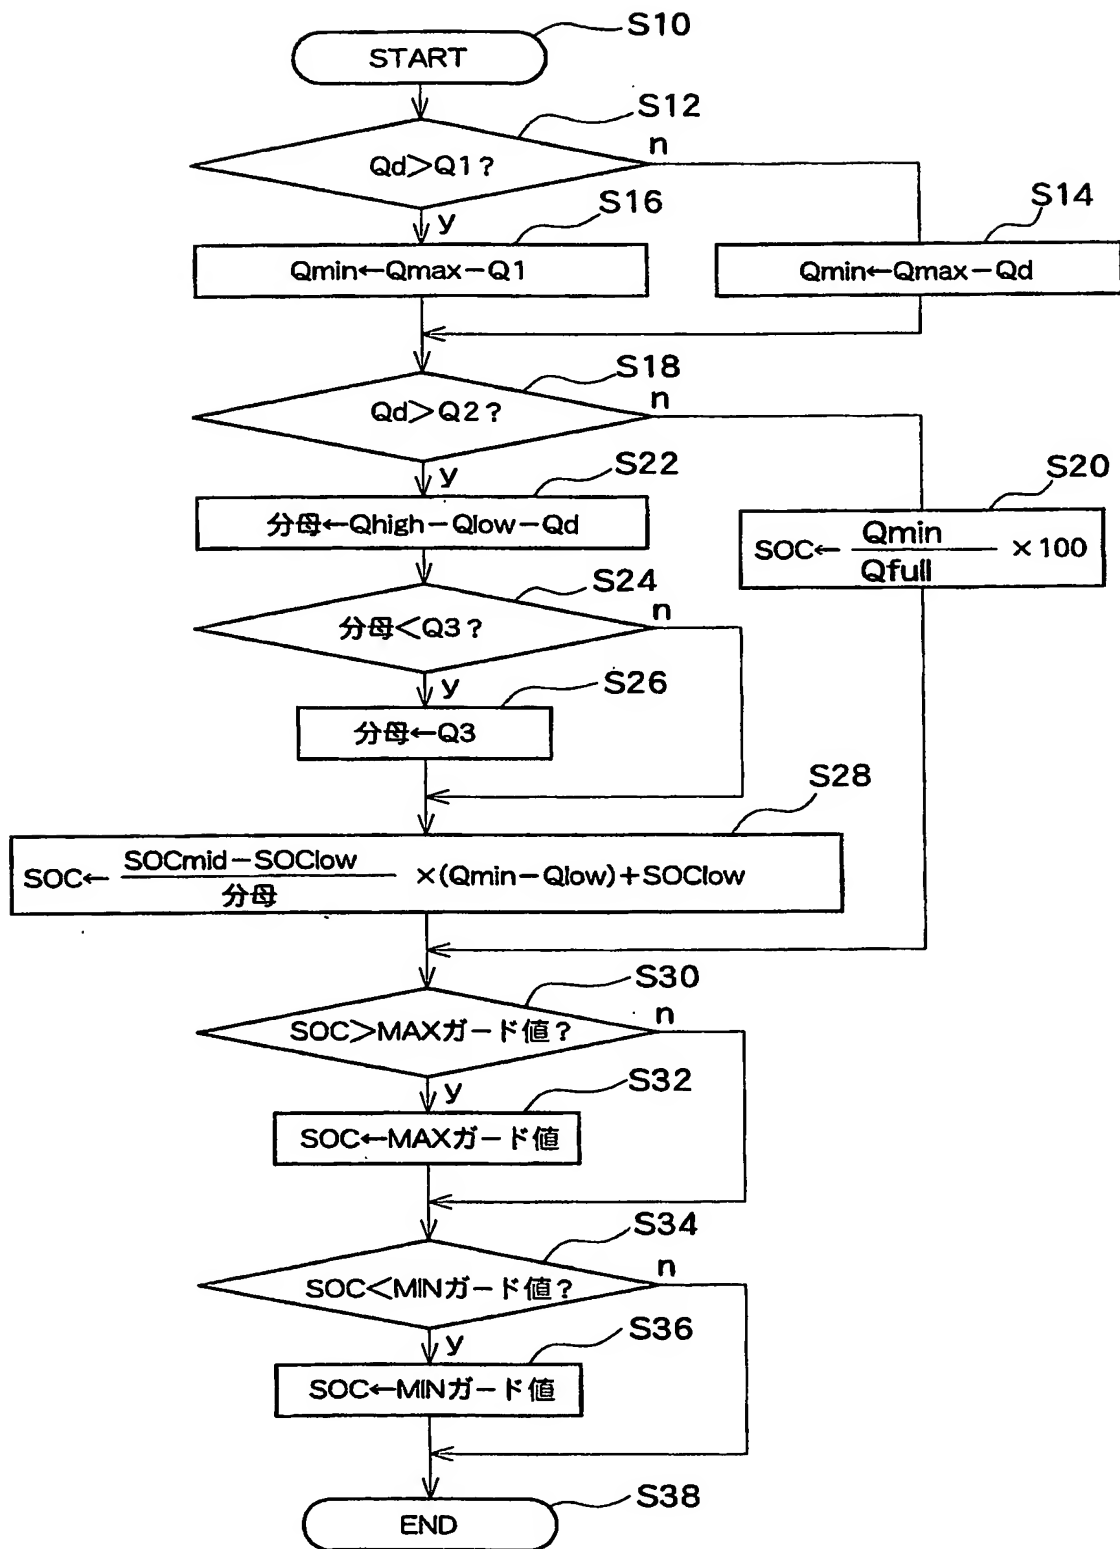 S10
START
S12
Qd>Q1?
n
y
S16
Qmin←Qmax−Q1
S14
Qmin←Qmax−Qd
S18
Qd>Q2?
n
y
S22
分母←Qhigh−Qlow−Qd
S20
SOC← Qmin / Qfull ×100
S24
分母<Q3?
n
y
S26
分母←Q3
S28
SOC← SOCmid−SOClow / 分母 ×(Qmin−Qlow)+SOClow
S30
SOC>MAXガード値?
n
y
S32
SOC←MAXガード値
S34
SOC<MINガード値?
n
y
S36
SOC←MINガード値
S38
END